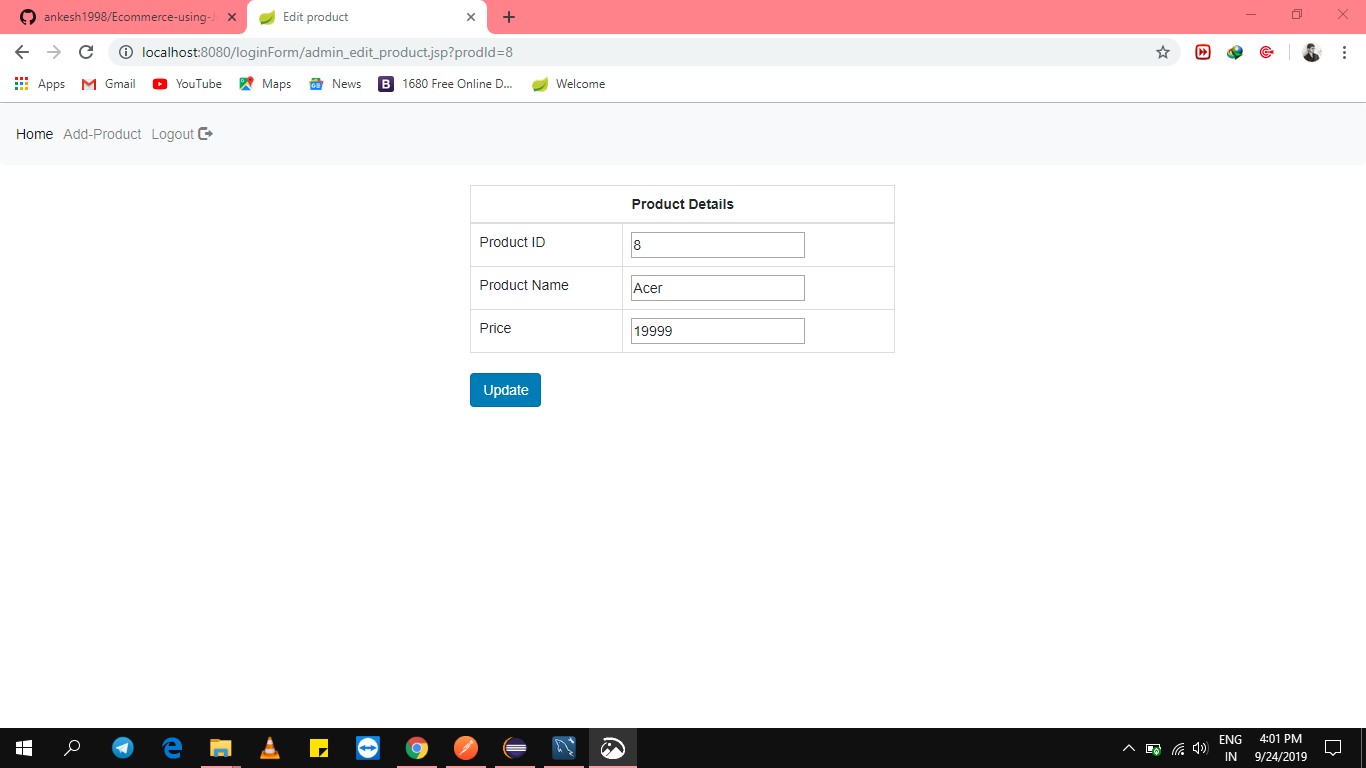 ankesh1998/Ecommerce-using-J
Edit product
localhost:8080/loginForm/admin_edit_product.jsp?prodId=8
Apps Gmail YouTube Maps News B 1680 Free Online D... Welcome
Home Add-Product Logout
Product Details
Product ID 8
Product Name Acer
Price 19999
Update
ENG 4:01 PM
IN 9/24/2019